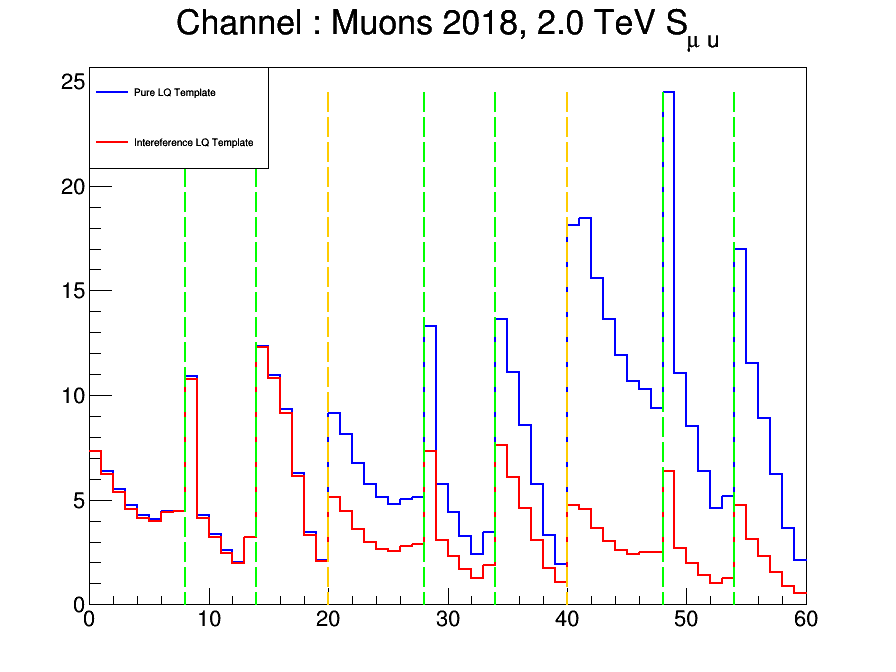 Channel : Muons 2018, 2.0 TeV S_μ u
Pure LQ Template
Intereference LQ Template
25
20
15
10
5
0
0 10 20 30 40 50 60